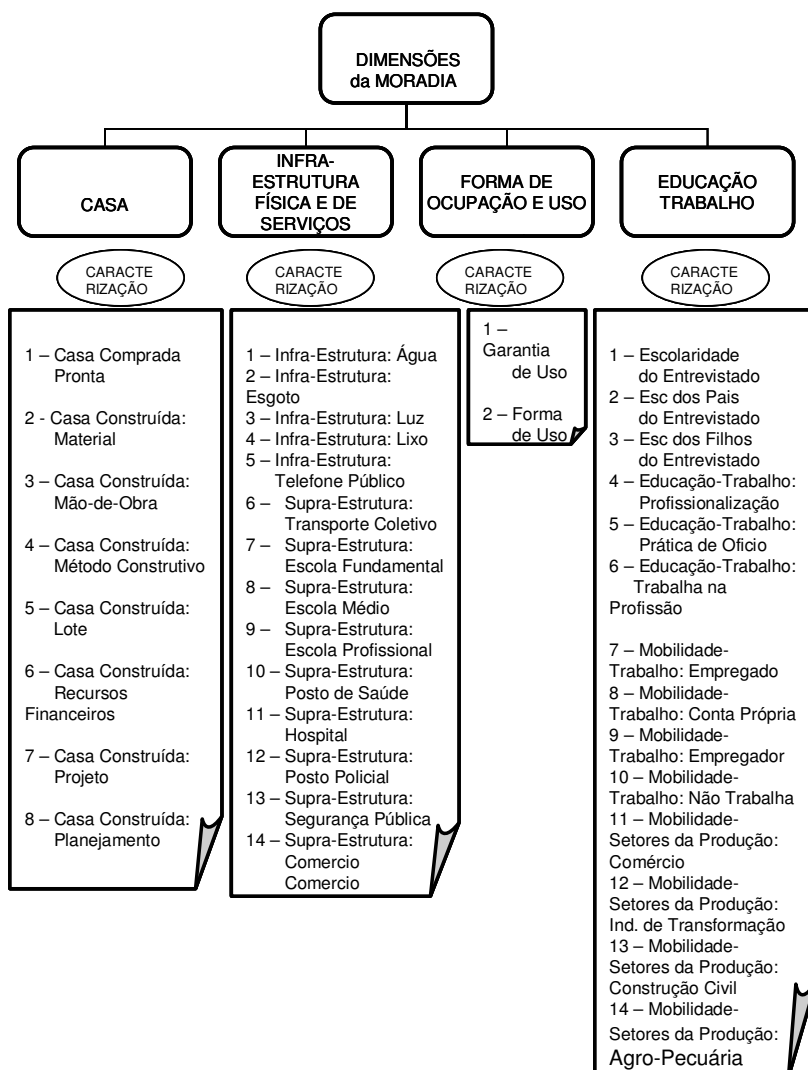 DIMENSÕES
da MORADIA
CASA
INFRA-
ESTRUTURA
FÍSICA E DE
SERVIÇOS
FORMA DE
OCUPAÇÃO E USO
EDUCAÇÃO
TRABALHO
CARACTE
RIZAÇÃO
CARACTE
RIZAÇÃO
CARACTE
RIZAÇÃO
CARACTE
RIZAÇÃO
1 – Casa Comprada
Pronta
2 - Casa Construída:
Material
3 – Casa Construída:
Mão-de-Obra
4 – Casa Construída:
Método Construtivo
5 – Casa Construída:
Lote
6 – Casa Construída:
Recursos
Financeiros
7 – Casa Construída:
Projeto
8 – Casa Construída:
Planejamento
1 – Infra-Estrutura: Água
2 – Infra-Estrutura:
Esgoto
3 – Infra-Estrutura: Luz
4 – Infra-Estrutura: Lixo
5 – Infra-Estrutura:
Telefone Público
6 – Supra-Estrutura:
Transporte Coletivo
7 – Supra-Estrutura:
Escola Fundamental
8 – Supra-Estrutura:
Escola Médio
9 – Supra-Estrutura:
Escola Profissional
10 – Supra-Estrutura:
Posto de Saúde
11 – Supra-Estrutura:
Hospital
12 – Supra-Estrutura:
Posto Policial
13 – Supra-Estrutura:
Segurança Pública
14 – Supra-Estrutura:
Comercio
Comercio
1 –
Garantia
de Uso
2 – Forma
de Uso
1 – Escolaridade
do Entrevistado
2 – Esc dos Pais
do Entrevistado
3 – Esc dos Filhos
do Entrevistado
4 – Educação-Trabalho:
Profissionalização
5 – Educação-Trabalho:
Prática de Oficio
6 – Educação-Trabalho:
Trabalha na
Profissão
7 – Mobilidade-
Trabalho: Empregado
8 – Mobilidade-
Trabalho: Conta Própria
9 – Mobilidade-
Trabalho: Empregador
10 – Mobilidade-
Trabalho: Não Trabalha
11 – Mobilidade-
Setores da Produção:
Comércio
12 – Mobilidade-
Setores da Produção:
Ind. de Transformação
13 – Mobilidade-
Setores da Produção:
Construção Civil
14 – Mobilidade-
Setores da Produção:
Agro-Pecuária